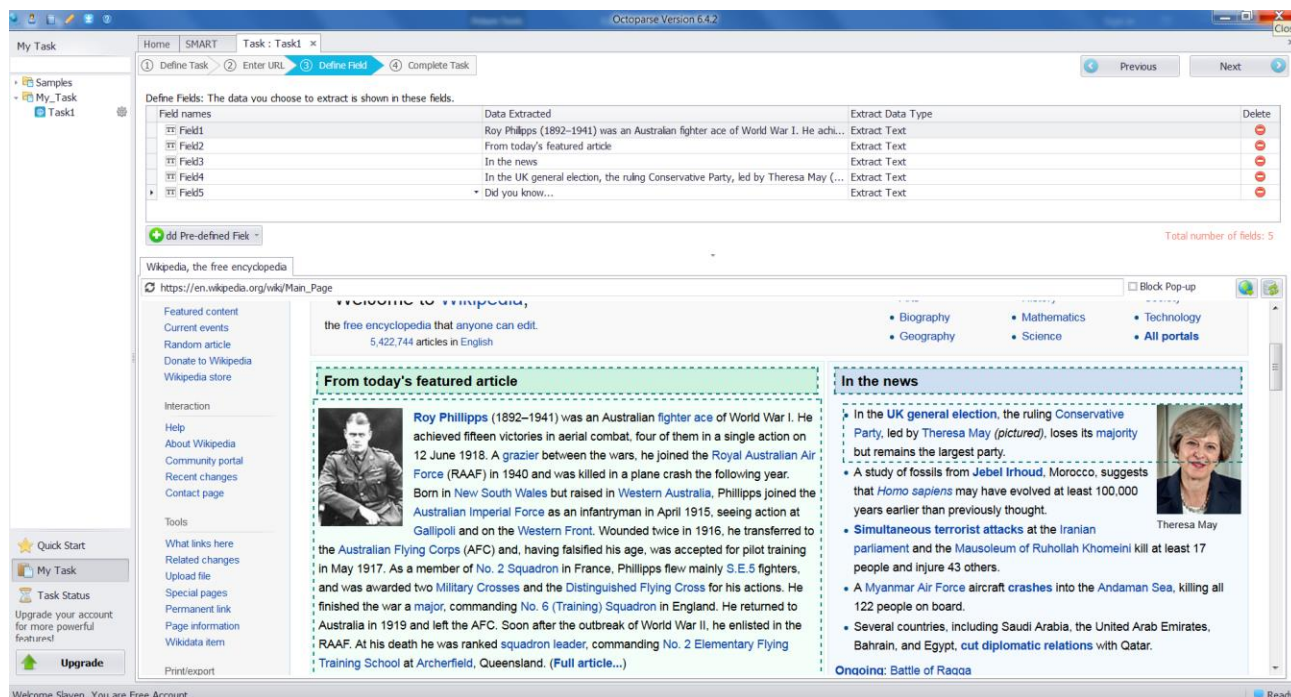 Octoparse Version 6.4.2
Clos
My Task
Home SMART Task : Task1 ×
1 Define Task 2 Enter URL 3 Define Field 4 Complete Task
Previous Next
Samples
My_Task
Task1
Define Fields: The data you choose to extract is shown in these fields.
Field names Data Extracted Extract Data Type Delete
Field1 Roy Philipps (1892–1941) was an Australian fighter ace of World War I. He achi... Extract Text
Field2 From today's featured article Extract Text
Field3 In the news Extract Text
Field4 In the UK general election, the ruling Conservative Party, led by Theresa May (... Extract Text
Field5 Did you know... Extract Text
dd Pre-defined Fiek
Total number of fields: 5
Wikipedia, the free encyclopedia
https://en.wikipedia.org/wiki/Main_Page
Block Pop-up
Featured content
Current events
Random article
Donate to Wikipedia
Wikipedia store
Interaction
Help
About Wikipedia
Community portal
Recent changes
Contact page
Tools
What links here
Related changes
Upload file
Special pages
Permanent link
Page information
Wikidata item
Print/export
Welcome to Wikipedia,
the free encyclopedia that anyone can edit.
5,422,744 articles in English
• Biography • Mathematics • Technology
• Geography • Science • All portals
From today's featured article
Roy Phillipps (1892–1941) was an Australian fighter ace of World War I. He
achieved fifteen victories in aerial combat, four of them in a single action on
12 June 1918. A grazier between the wars, he joined the Royal Australian Air
Force (RAAF) in 1940 and was killed in a plane crash the following year.
Born in New South Wales but raised in Western Australia, Phillipps joined the
Australian Imperial Force as an infantryman in April 1915, seeing action at
Gallipoli and on the Western Front. Wounded twice in 1916, he transferred to
the Australian Flying Corps (AFC) and, having falsified his age, was accepted for pilot training
in May 1917. As a member of No. 2 Squadron in France, Phillipps flew mainly S.E.5 fighters,
and was awarded two Military Crosses and the Distinguished Flying Cross for his actions. He
finished the war a major, commanding No. 6 (Training) Squadron in England. He returned to
Australia in 1919 and left the AFC. Soon after the outbreak of World War II, he enlisted in the
RAAF. At his death he was ranked squadron leader, commanding No. 2 Elementary Flying
Training School at Archerfield, Queensland. (Full article...)
In the news
• In the UK general election, the ruling Conservative
Party, led by Theresa May (pictured), loses its majority
but remains the largest party.
• A study of fossils from Jebel Irhoud, Morocco, suggests
that Homo sapiens may have evolved at least 100,000
years earlier than previously thought.
• Simultaneous terrorist attacks at the Iranian
parliament and the Mausoleum of Ruhollah Khomeini kill at least 17
people and injure 43 others.
• A Myanmar Air Force aircraft crashes into the Andaman Sea, killing all
122 people on board.
• Several countries, including Saudi Arabia, the United Arab Emirates,
Bahrain, and Egypt, cut diplomatic relations with Qatar.
Ongoing: Battle of Raqqa
Theresa May
Quick Start
My Task
Task Status
Upgrade your account
for more powerful
features!
Upgrade
Welcome Slaven, You are Free Account
Ready